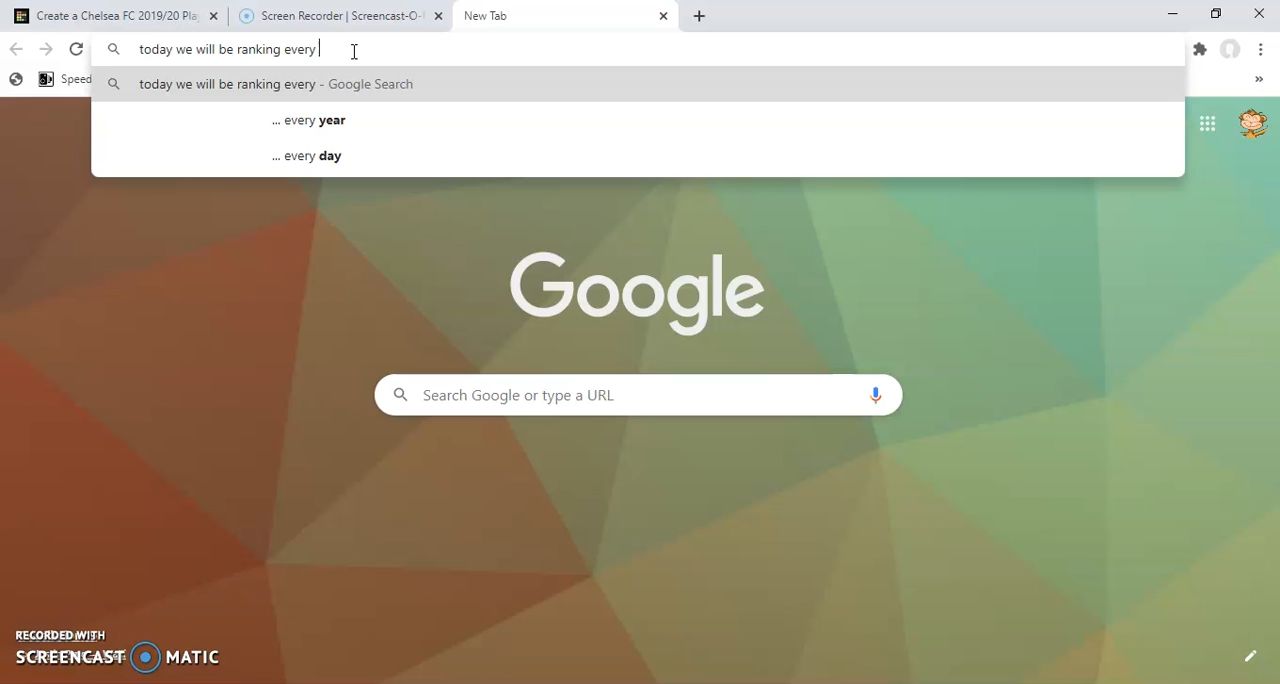 Create a Chelsea FC 2019/20 Play
Screen Recorder | Screencast-O-
New Tab
today we will be ranking every
Speed
today we will be ranking every - Google Search
... every year
... every day
Google
Search Google or type a URL
RECORDED WITH
SCREENCAST MATIC